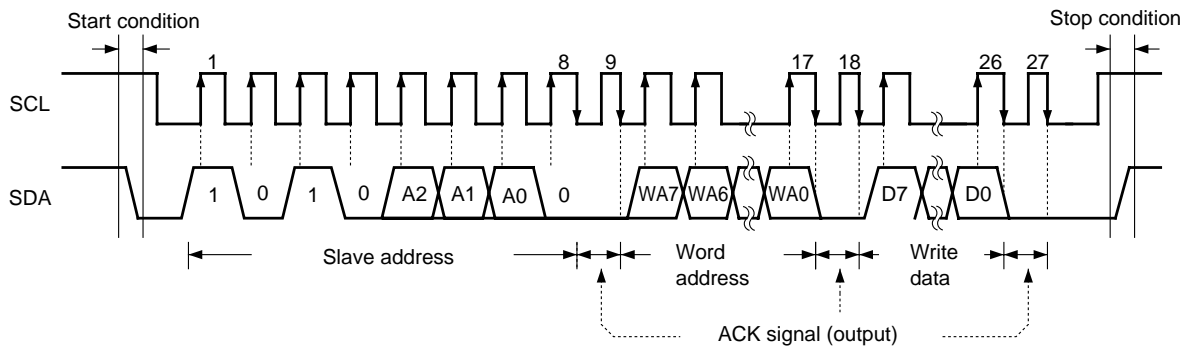 Start condition
Stop condition
1 8 9 17 18 26 27
SCL
SDA
1 0 1 0 A2 A1 A0 0 WA7 WA6 WA0 D7 D0
Slave address
Word
address
Write
data
ACK signal (output)